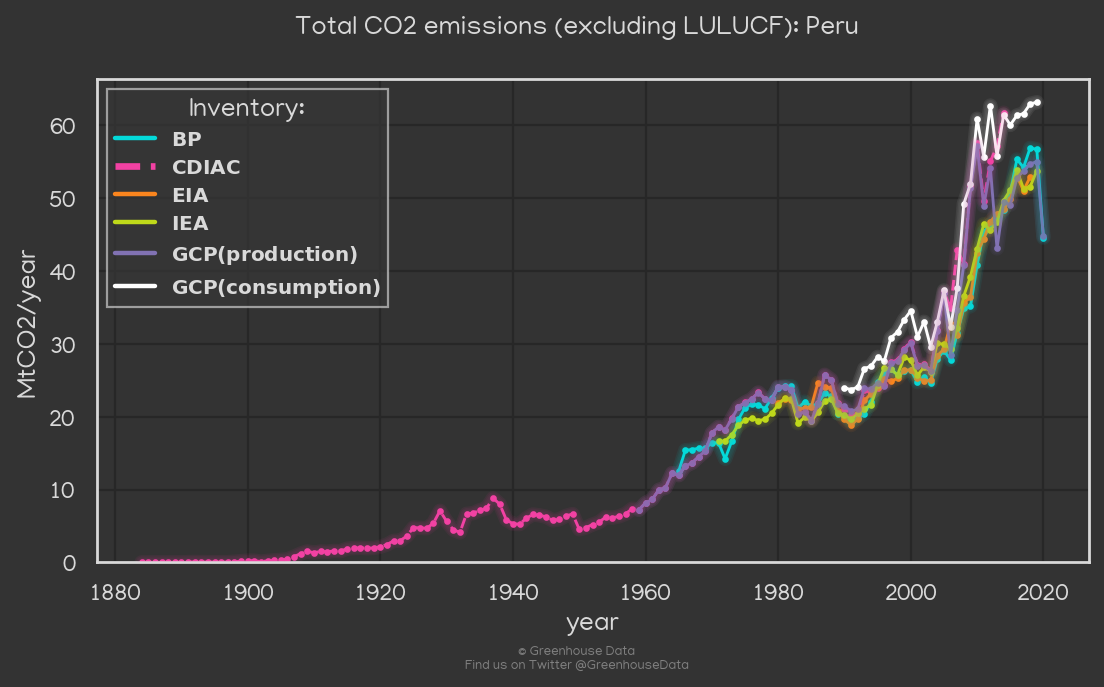 Total CO2 emissions (excluding LULUCF): Peru
Inventory:
BP
CDIAC
EIA
IEA
GCP(production)
GCP(consumption)
MtCO2/year
60
50
40
30
20
10
0
1880 1900 1920 1940 1960 1980 2000 2020
year
© Greenhouse Data
Find us on Twitter @GreenhouseData